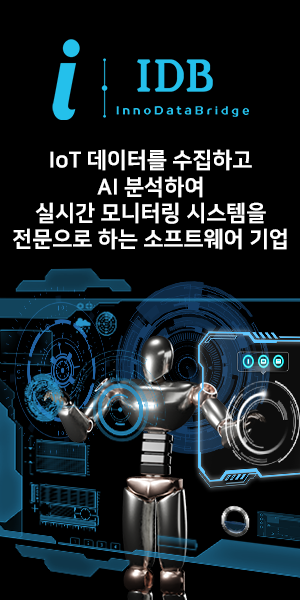 i
IDB
InnoDataBridge
IoT 데이터를 수집하고
AI 분석하여
실시간 모니터링 시스템을
전문으로 하는 소프트웨어 기업